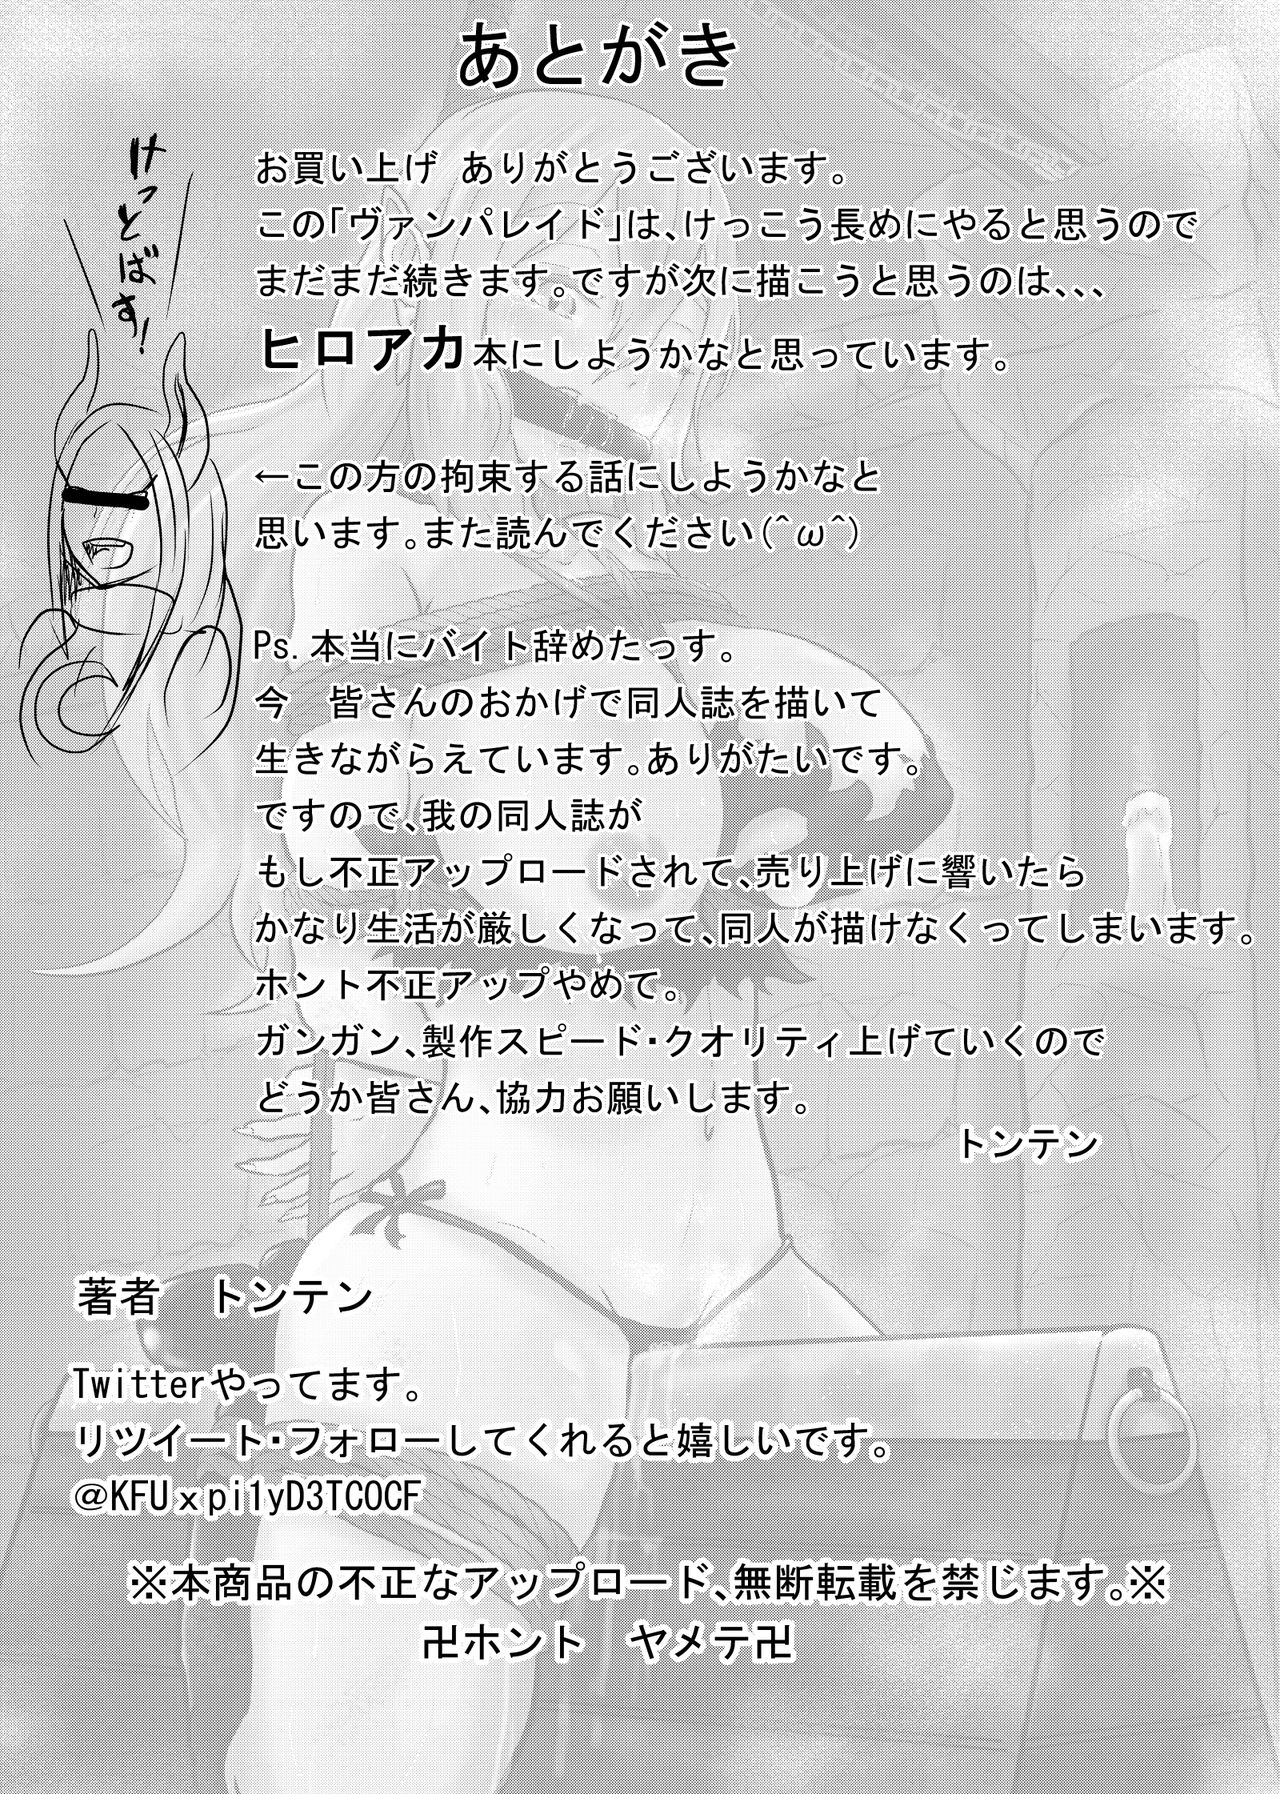 あとがき
けっとばす!
お買い上げ ありがとうございます。
この「ヴァンパレイド」は、けっこう長めにやると思うので
まだまだ続きます。ですが次に描こうと思うのは、、、
ヒロアカ本にしようかなと思っています。
←この方の拘束する話にしようかなと
思います。また読んでください(^ω^)
Ps.本当にバイト辞めたっす。
今　皆さんのおかげで同人誌を描いて
生きながらえています。ありがたいです。
ですので、我の同人誌が
もし不正アップロードされて、売り上げに響いたら
かなり生活が厳しくなって、同人が描けなくってしまいます。
ホント不正アップやめて。
ガンガン、製作スピード・クオリティ上げていくので
どうか皆さん、協力お願いします。
トンテン
著者　トンテン
Twitterやってます。
リツイート・フォローしてくれると嬉しいです。
@KFUxpi1yD3TCOCF
※本商品の不正なアップロード、無断転載を禁じます。※
卍ホント　ヤメテ卍